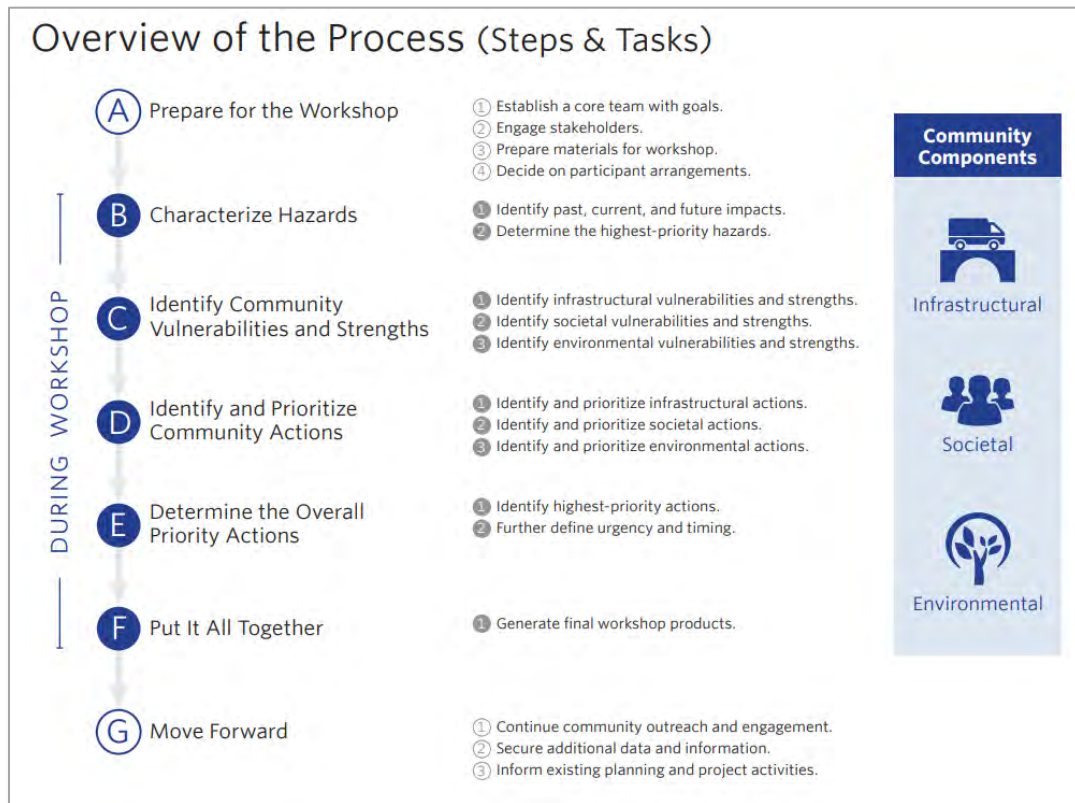 Overview of the Process (Steps & Tasks)
A Prepare for the Workshop
1 Establish a core team with goals.
2 Engage stakeholders.
3 Prepare materials for workshop.
4 Decide on participant arrangements.
DURING WORKSHOP
B Characterize Hazards
1 Identify past, current, and future impacts.
2 Determine the highest-priority hazards.
C Identify Community
Vulnerabilities and Strengths
1 Identify infrastructural vulnerabilities and strengths.
2 Identify societal vulnerabilities and strengths.
3 Identify environmental vulnerabilities and strengths.
D Identify and Prioritize
Community Actions
1 Identify and prioritize infrastructural actions.
2 Identify and prioritize societal actions.
3 Identify and prioritize environmental actions.
E Determine the Overall
Priority Actions
1 Identify highest-priority actions.
2 Further define urgency and timing.
F Put It All Together
1 Generate final workshop products.
G Move Forward
1 Continue community outreach and engagement.
2 Secure additional data and information.
3 Inform existing planning and project activities.
Community
Components
Infrastructural
Societal
Environmental